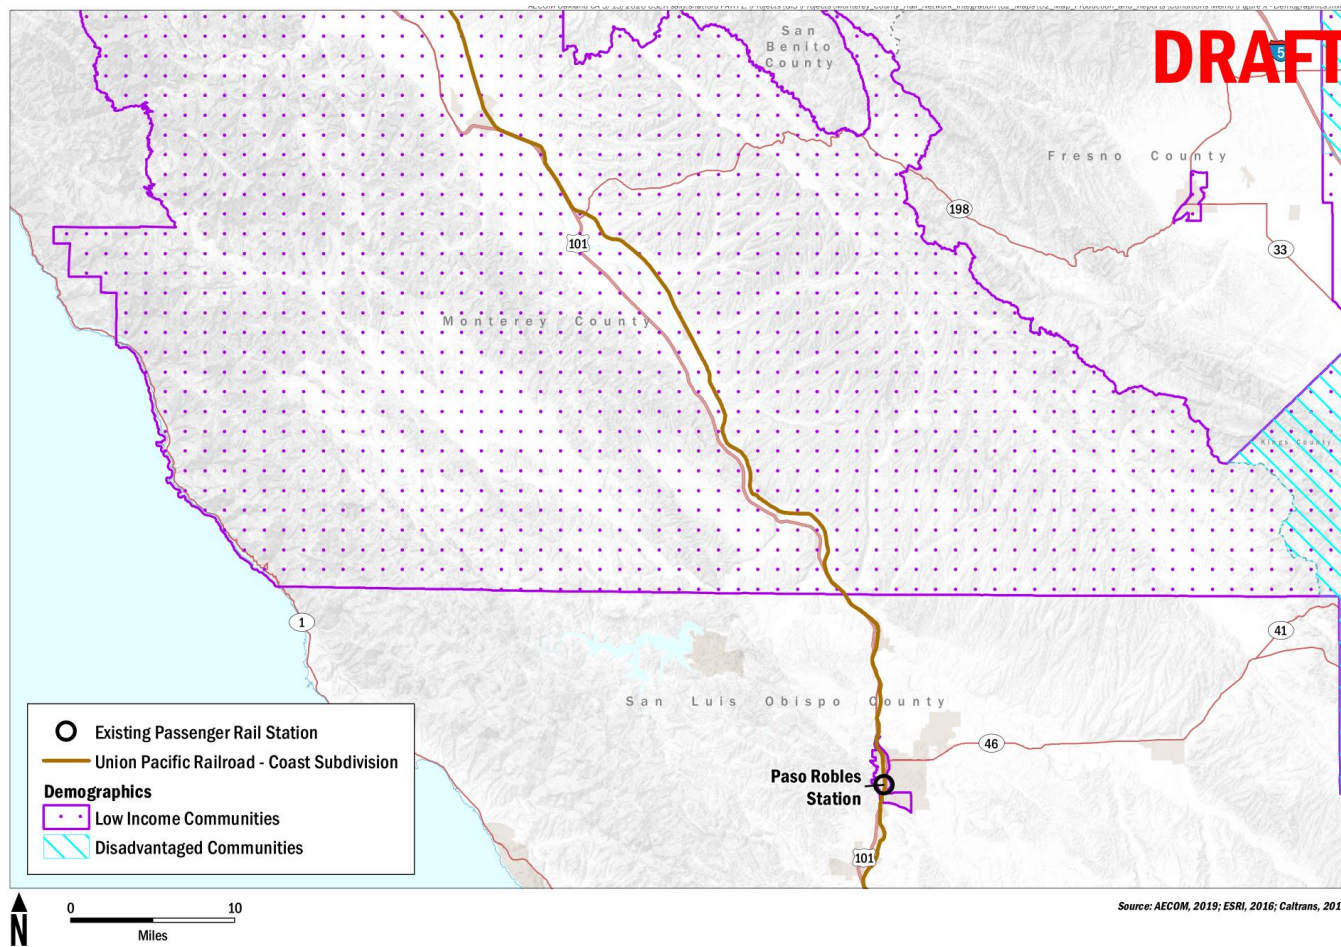 San
Benito
County
DRAFT
5
Fresno County
198
101
33
Monterey County
Kings County
1
41
San Luis Obispo County
46
Paso Robles
Station
101
Existing Passenger Rail Station
Union Pacific Railroad - Coast Subdivision
Demographics
Low Income Communities
Disadvantaged Communities
N
0 10
Miles
Source: AECOM, 2019; ESRI, 2016; Caltrans, 201